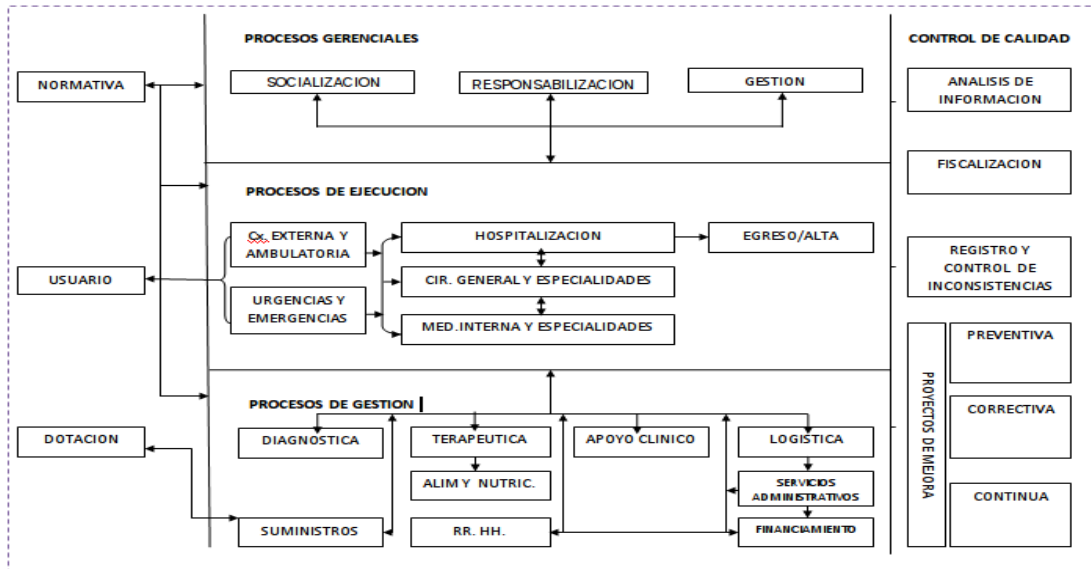 PROCESOS GERENCIALES
CONTROL DE CALIDAD
NORMATIVA
SOCIALIZACION
RESPONSABILIZACION
GESTION
ANALISIS DE
INFORMACION
FISCALIZACION
PROCESOS DE EJECUCION
Cx. EXTERNA Y
AMBULATORIA
HOSPITALIZACION
EGRESO/ALTA
USUARIO
CIR. GENERAL Y ESPECIALIDADES
REGISTRO Y
CONTROL DE
INCONSISTENCIAS
URGENCIAS Y
EMERGENCIAS
MED.INTERNA Y ESPECIALIDADES
PROYECTOS DE MEJORA
PREVENTIVA
CORRECTIVA
CONTINUA
PROCESOS DE GESTION
DOTACION
DIAGNOSTICA
TERAPEUTICA
APOYO CLINICO
LOGISTICA
ALIM Y NUTRIC.
SERVICIOS
ADMINISTRATIVOS
SUMINISTROS
RR. HH.
FINANCIAMIENTO